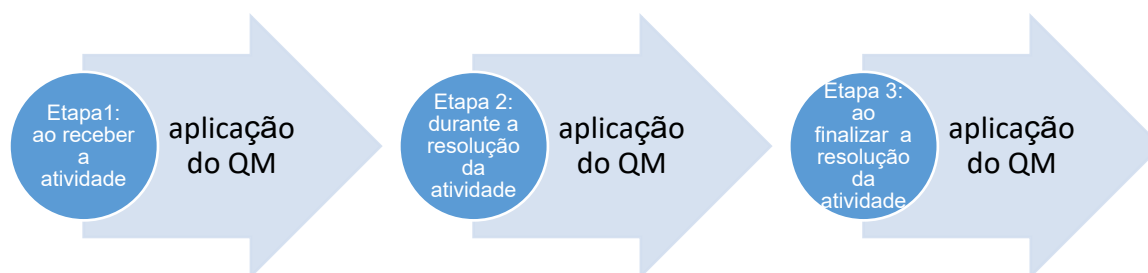 Etapa1:
ao receber
a
atividade
aplicação
do QM
Etapa 2:
durante a
resolução
da
atividade
aplicação
do QM
Etapa 3:
ao
finalizar a
resolução
da
atividade
aplicação
do QM